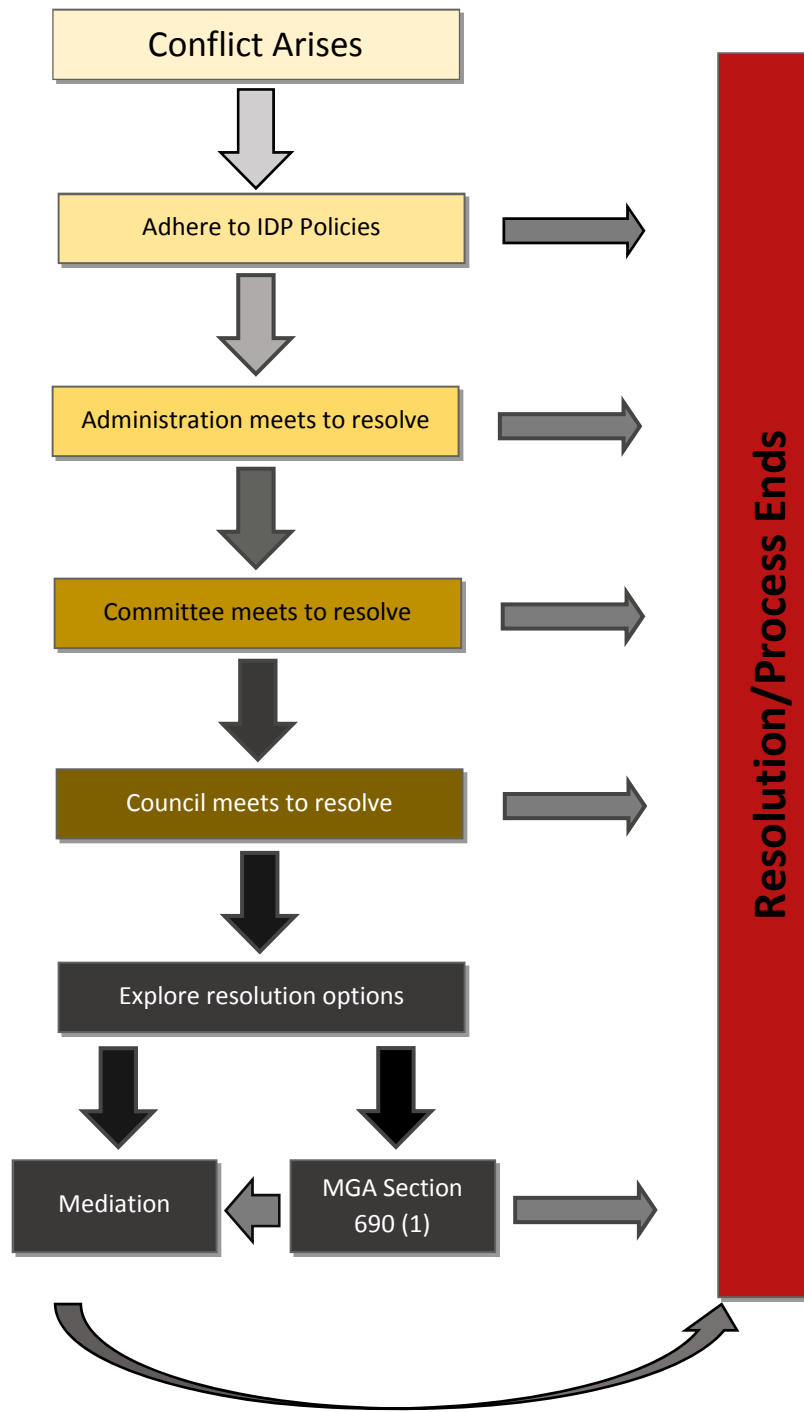 Conflict Arises
Adhere to IDP Policies
Administration meets to resolve
Committee meets to resolve
Council meets to resolve
Explore resolution options
Mediation
MGA Section
690 (1)
Resolution/Process Ends